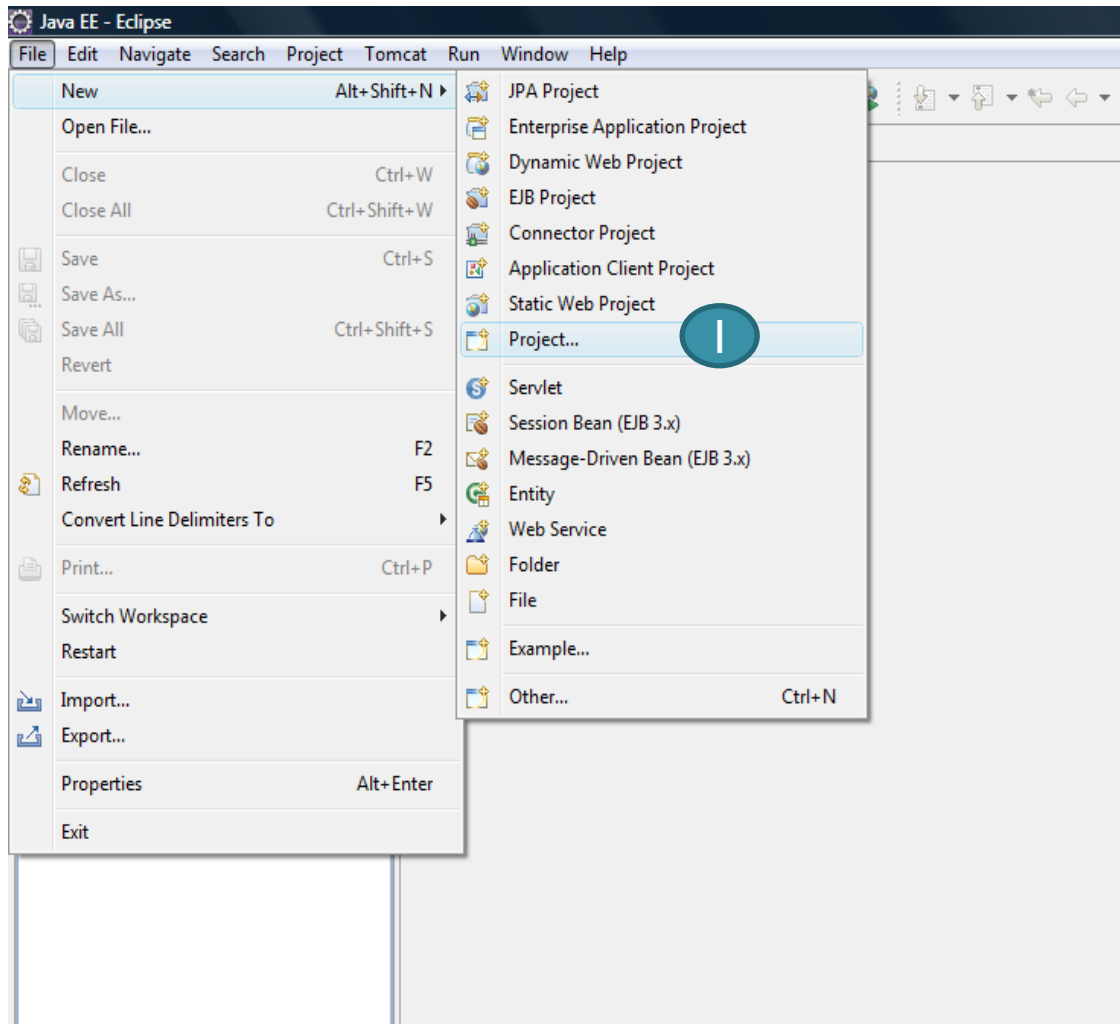 Java EE - Eclipse
File Edit Navigate Search Project Tomcat Run Window Help
New Alt+Shift+N
Open File...
Close Ctrl+W
Close All Ctrl+Shift+W
Save Ctrl+S
Save As...
Save All Ctrl+Shift+S
Revert
Move...
Rename... F2
Refresh F5
Convert Line Delimiters To
Print... Ctrl+P
Switch Workspace
Restart
Import...
Export...
Properties Alt+Enter
Exit
JPA Project
Enterprise Application Project
Dynamic Web Project
EJB Project
Connector Project
Application Client Project
Static Web Project
Project... 1
Servlet
Session Bean (EJB 3.x)
Message-Driven Bean (EJB 3.x)
Entity
Web Service
Folder
File
Example...
Other... Ctrl+N